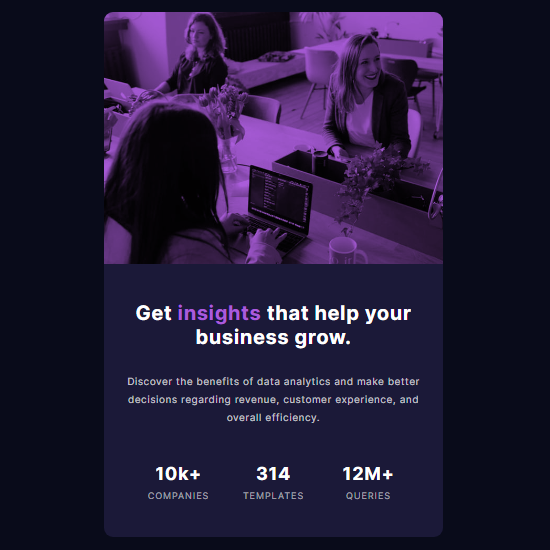 Get insights that help your
business grow.
Discover the benefits of data analytics and make better
decisions regarding revenue, customer experience, and
overall efficiency.
10k+ 314 12M+
COMPANIES TEMPLATES QUERIES